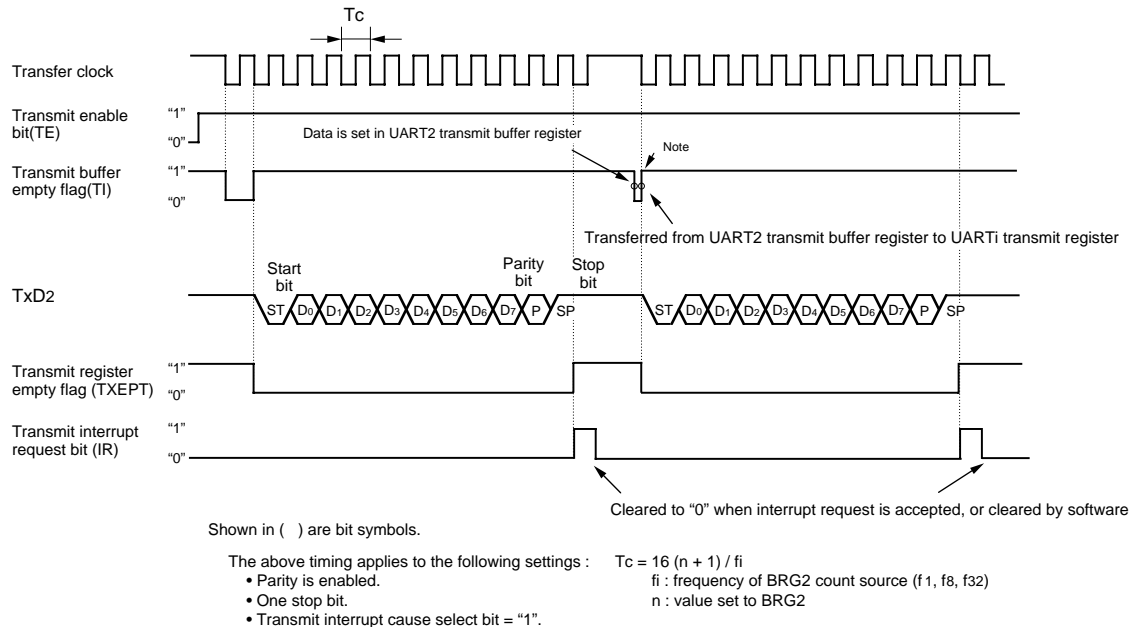 Tc
Transfer clock
Transmit enable
bit(TE)
“1”
“0”
Data is set in UART2 transmit buffer register
Note
Transmit buffer
empty flag(TI)
“1”
“0”
Transferred from UART2 transmit buffer register to UARTi transmit register
TxD2
Start
bit
Parity
bit
Stop
bit
ST D0 D1 D2 D3 D4 D5 D6 D7 P SP
ST D0 D1 D2 D3 D4 D5 D6 D7 P SP
Transmit register
empty flag (TXEPT)
“1”
“0”
Transmit interrupt
request bit (IR)
“1”
“0”
Cleared to “0” when interrupt request is accepted, or cleared by software
Shown in ( ) are bit symbols.
The above timing applies to the following settings :
• Parity is enabled.
• One stop bit.
• Transmit interrupt cause select bit = “1”.
Tc = 16 (n + 1) / fi
fi : frequency of BRG2 count source (f1, f8, f32)
n : value set to BRG2